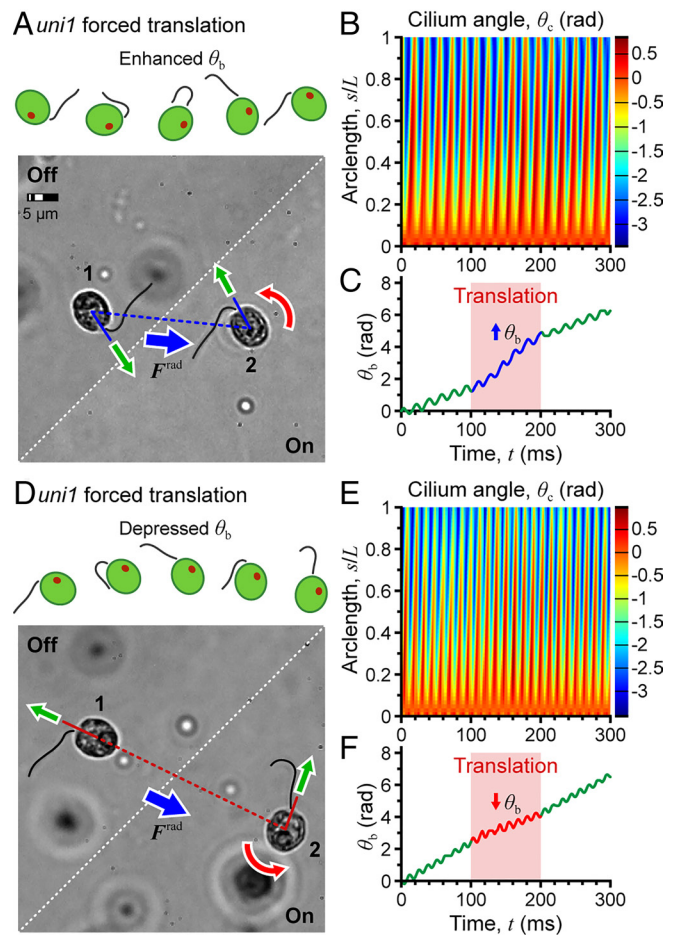 A uni1 forced translation
Enhanced θb
Off
5 μm
1
2
Frad
On
B Cilium angle, θc (rad)
Arclength, s/L
1
0.8
0.6
0.4
0.2
0
0 100 200 300
0.5
0
-0.5
-1
-1.5
-2
-2.5
-3
C
Translation
θb
θb (rad)
8
6
4
2
0
0 100 200 300
Time, t (ms)
D uni1 forced translation
Depressed θb
Off
1
2
Frad
On
E Cilium angle, θc (rad)
Arclength, s/L
1
0.8
0.6
0.4
0.2
0
0 100 200 300
0.5
0
-0.5
-1
-1.5
-2
-2.5
-3
F
Translation
θb
θb (rad)
8
6
4
2
0
0 100 200 300
Time, t (ms)